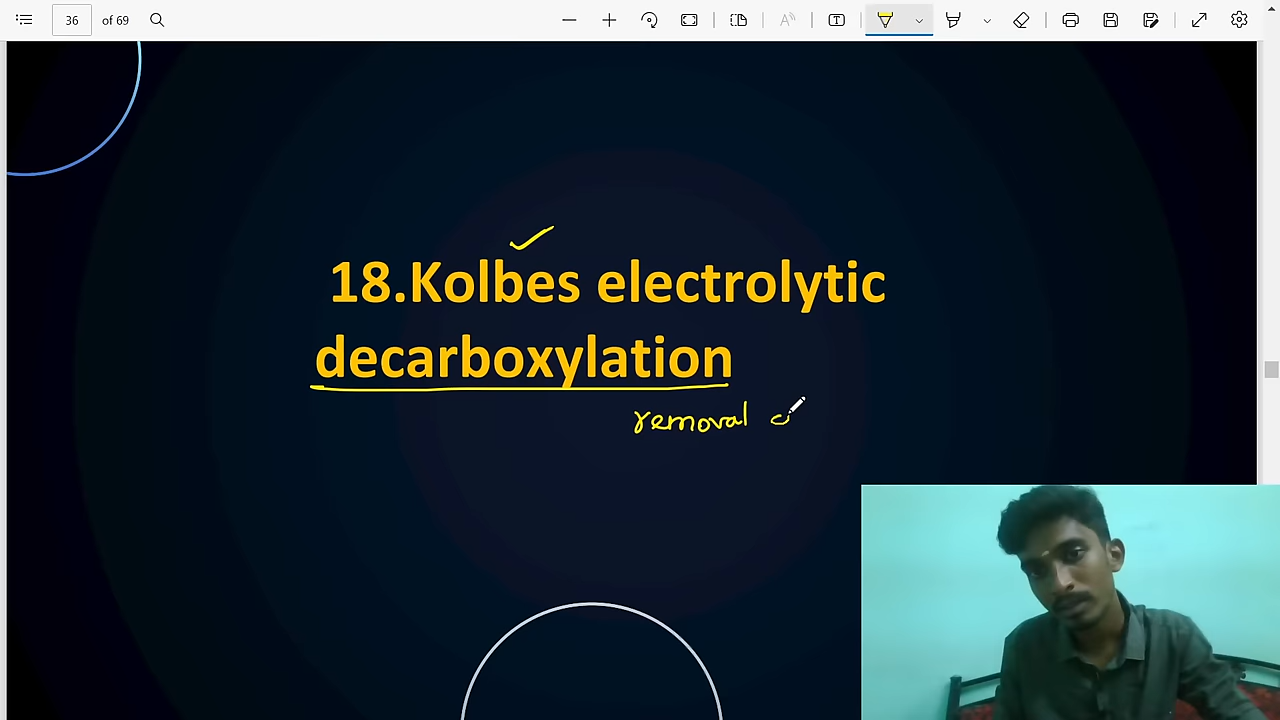 36 of 69
18.Kolbes electrolytic
decarboxylation
removal